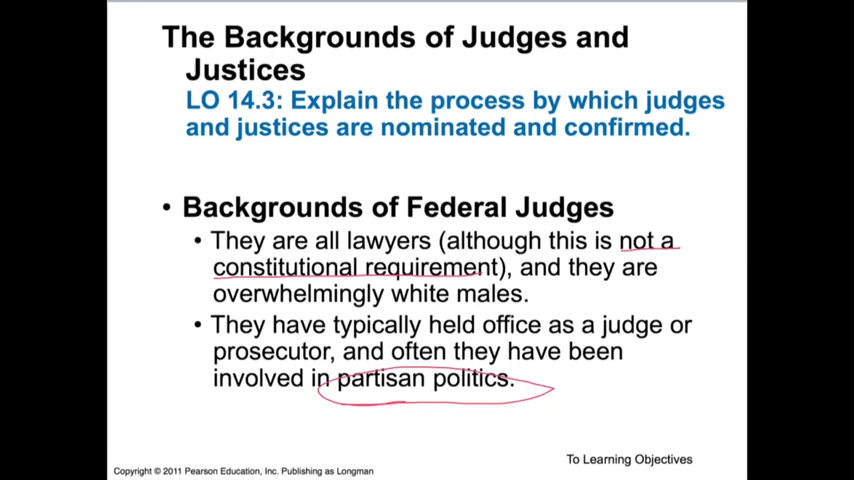 The Backgrounds of Judges and
Justices
LO 14.3: Explain the process by which judges
and justices are nominated and confirmed.
• Backgrounds of Federal Judges
• They are all lawyers (although this is not a
constitutional requirement), and they are
overwhelmingly white males.
• They have typically held office as a judge or
prosecutor, and often they have been
involved in partisan politics.
To Learning Objectives
Copyright © 2011 Pearson Education, Inc. Publishing as Longman